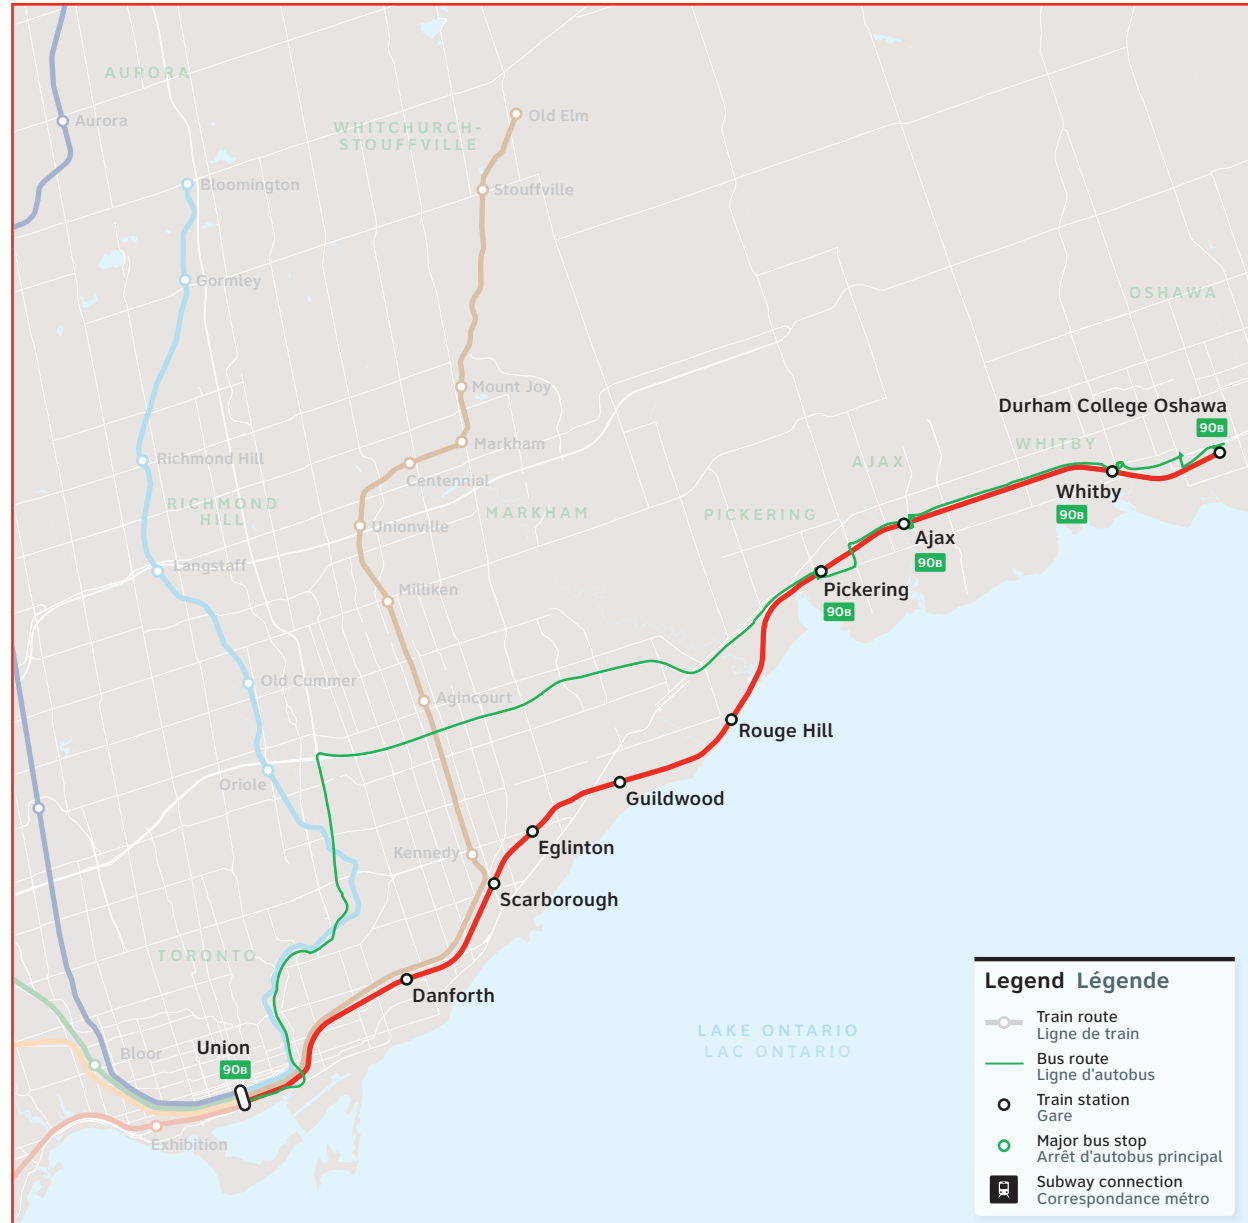 AURORA
Aurora
WHITCHURCH-
STOUFFVILLE
Old Elm
Bloomington
Stouffville
Gormley
OSHAWA
Mount Joy
Durham College Oshawa
90B
Markham
WHITBY
Richmond Hill
AJAX
Centennial
Whitby
90B
RICHMOND
HILL
MARKHAM
PICKERING
Unionville
Ajax
90B
Langstaff
Milliken
Pickering
90B
Old Cummer
Agincourt
Rouge Hill
Oriole
Guildwood
Eglinton
Kennedy
Scarborough
TORONTO
Danforth
LAKE ONTARIO
LAC ONTARIO
Union
90B
Bloor
Exhibition
Legend Légende
Train route
Ligne de train
Bus route
Ligne d'autobus
Train station
Gare
Major bus stop
Arrêt d'autobus principal
Subway connection
Correspondance métro